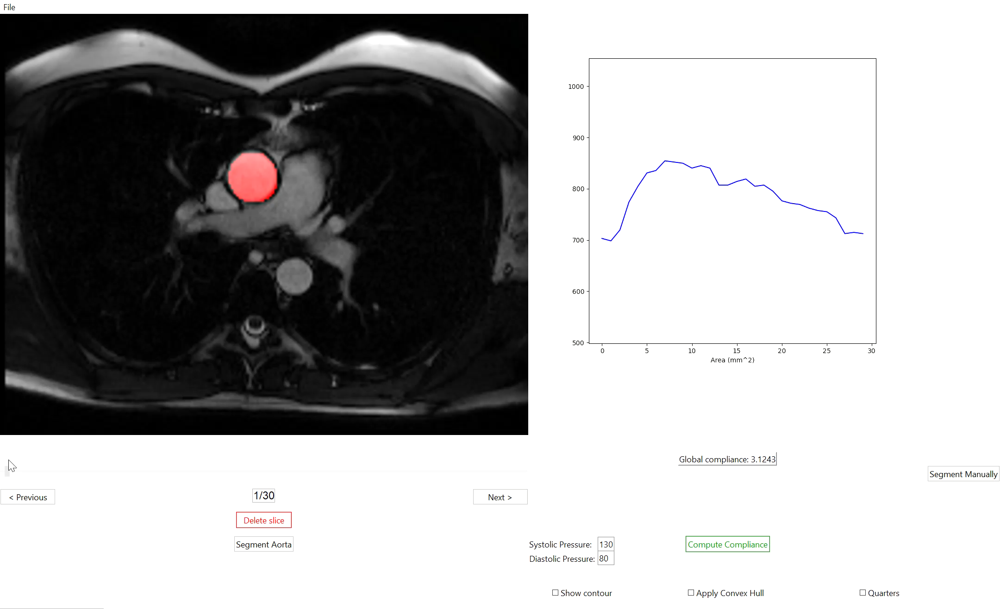 File
1000
900
800
700
600
500
0 5 10 15 20 25 30
Area (mm^2)
Global compliance: 3.1243
Segment Manually
< Previous
1/30
Next >
Delete slice
Segment Aorta
Systolic Pressure: 130
Compute Compliance
Diastolic Pressure: 80
Show contour
Apply Convex Hull
Quarters